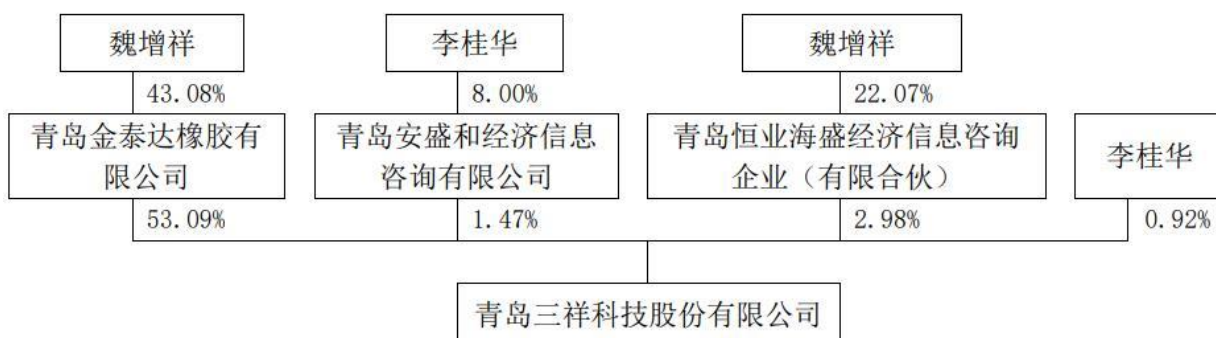 魏增祥
李桂华
魏增祥
43.08%
8.00%
22.07%
青岛金泰达橡胶有
限公司
青岛安盛和经济信息
咨询有限公司
青岛恒业海盛经济信息咨询
企业（有限合伙）
李桂华
53.09%
1.47%
2.98%
0.92%
青岛三祥科技股份有限公司